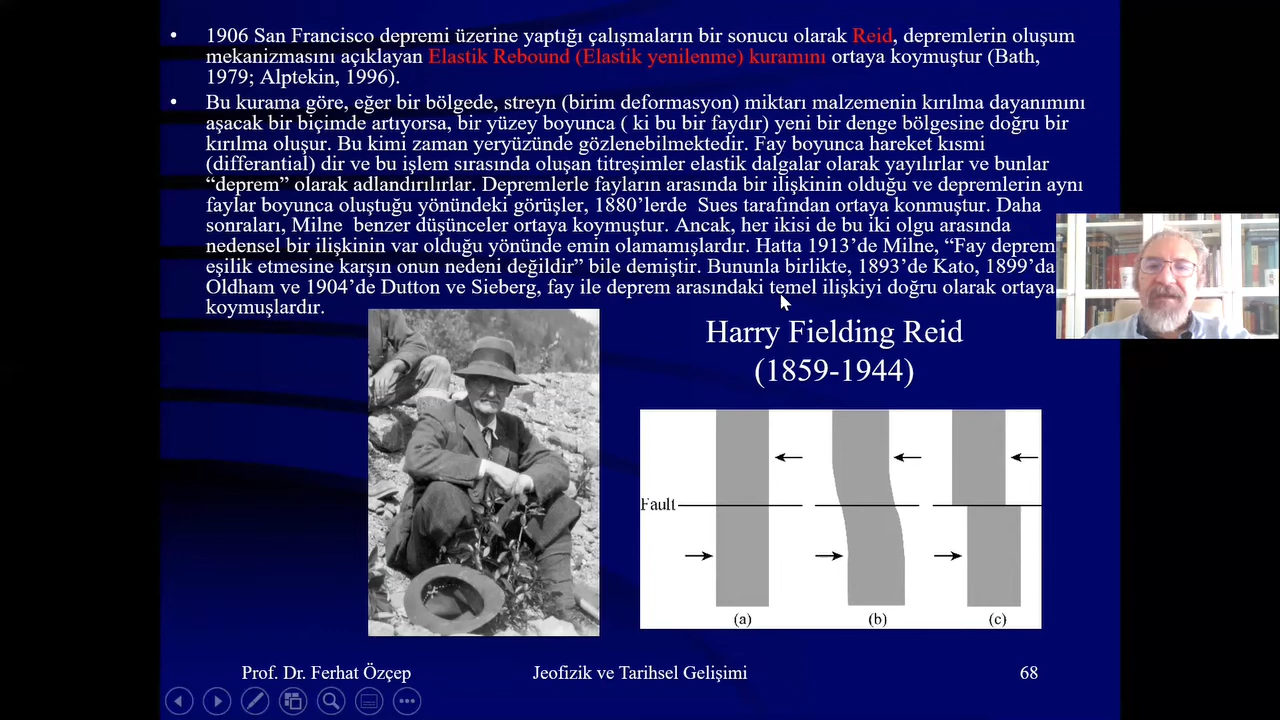 • 1906 San Francisco depremi üzerine yaptığı çalışmaların bir sonucu olarak Reid, depremlerin oluşum
mekanizmasını açıklayan Elastik Rebound (Elastik yenilenme) kuramını ortaya koymuştur (Bath,
1979; Alptekin, 1996).
• Bu kurama göre, eğer bir bölgede, streyn (birim deformasyon) miktarı malzemenin kırılma dayanımını
aşacak bir biçimde artıyorsa, bir yüzey boyunca ( ki bu bir faydır) yeni bir denge bölgesine doğru bir
kırılma oluşur. Bu kimi zaman yeryüzünde gözlenebilmektedir. Fay boyunca hareket kısmi
(differential) dir ve bu işlem sırasında oluşan titreşimler elastik dalgalar olarak yayılırlar ve bunlar
“deprem” olarak adlandırılırlar. Depremlerle fayların arasında bir ilişkinin olduğu ve depremlerin aynı
faylar boyunca oluştuğu yönündeki görüşler, 1880’lerde Sues tarafından ortaya konmuştur. Daha
sonraları, Milne benzer düşünceler ortaya koymuştur. Ancak, her ikisi de bu iki olgu arasında
nedensel bir ilişkinin var olduğu yönünde emin olamamışlardır. Hatta 1913’de Milne, “Fay deprem
eşilik etmesine karşın onun nedeni değildir” bile demiştir. Bununla birlikte, 1893’de Kato, 1899’da
Oldham ve 1904’de Dutton ve Sieberg, fay ile deprem arasındaki temel ilişkiyi doğru olarak ortaya
koymuşlardır.
Harry Fielding Reid
(1859-1944)
Fault
(a) (b) (c)
Prof. Dr. Ferhat Özçep Jeofizik ve Tarihsel Gelişimi 68